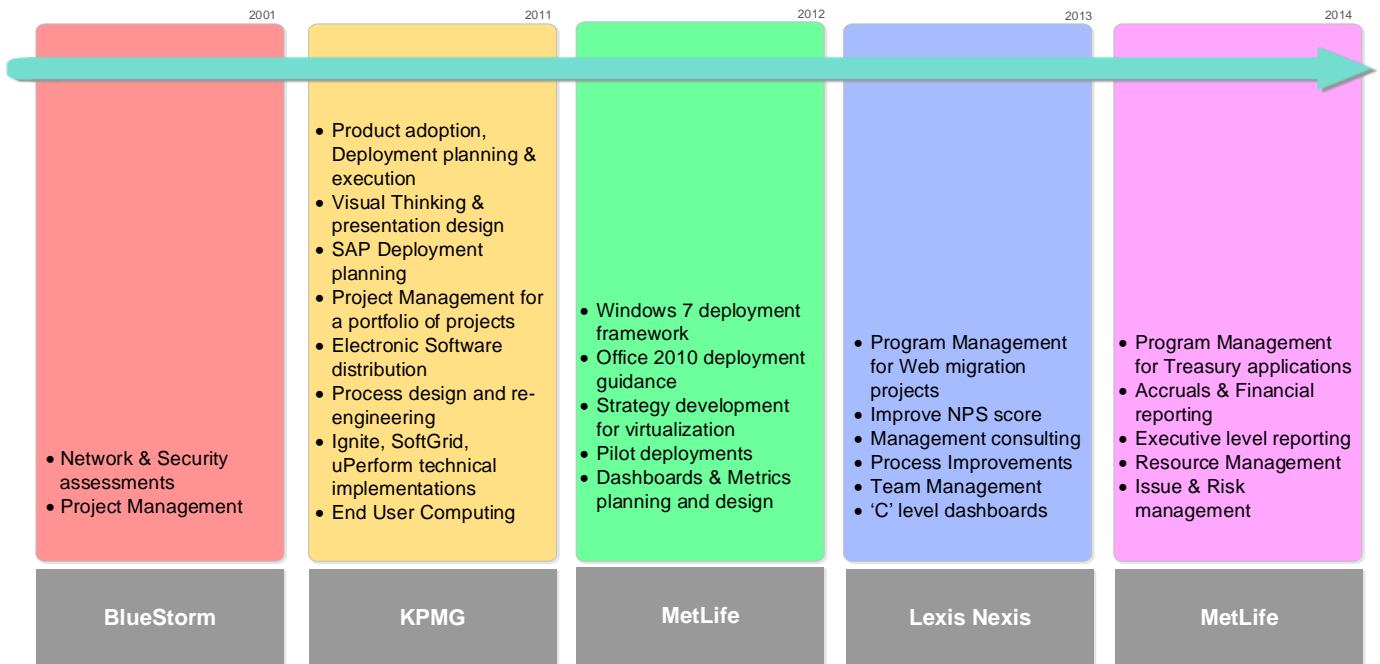 2001
2011
2012
2013
2014
• Network & Security
assessments
• Project Management
• Product adoption,
Deployment planning &
execution
• Visual Thinking &
presentation design
• SAP Deployment
planning
• Project Management for
a portfolio of projects
• Electronic Software
distribution
• Process design and re-
engineering
• Ignite, SoftGrid,
uPerform technical
implementations
• End User Computing
• Windows 7 deployment
framework
• Office 2010 deployment
guidance
• Strategy development
for virtualization
• Pilot deployments
• Dashboards & Metrics
planning and design
• Program Management
for Web migration
projects
• Improve NPS score
• Management consulting
• Process Improvements
• Team Management
• ‘C’ level dashboards
• Program Management
for Treasury applications
• Accruals & Financial
reporting
• Executive level reporting
• Resource Management
• Issue & Risk
management
BlueStorm
KPMG
MetLife
Lexis Nexis
MetLife